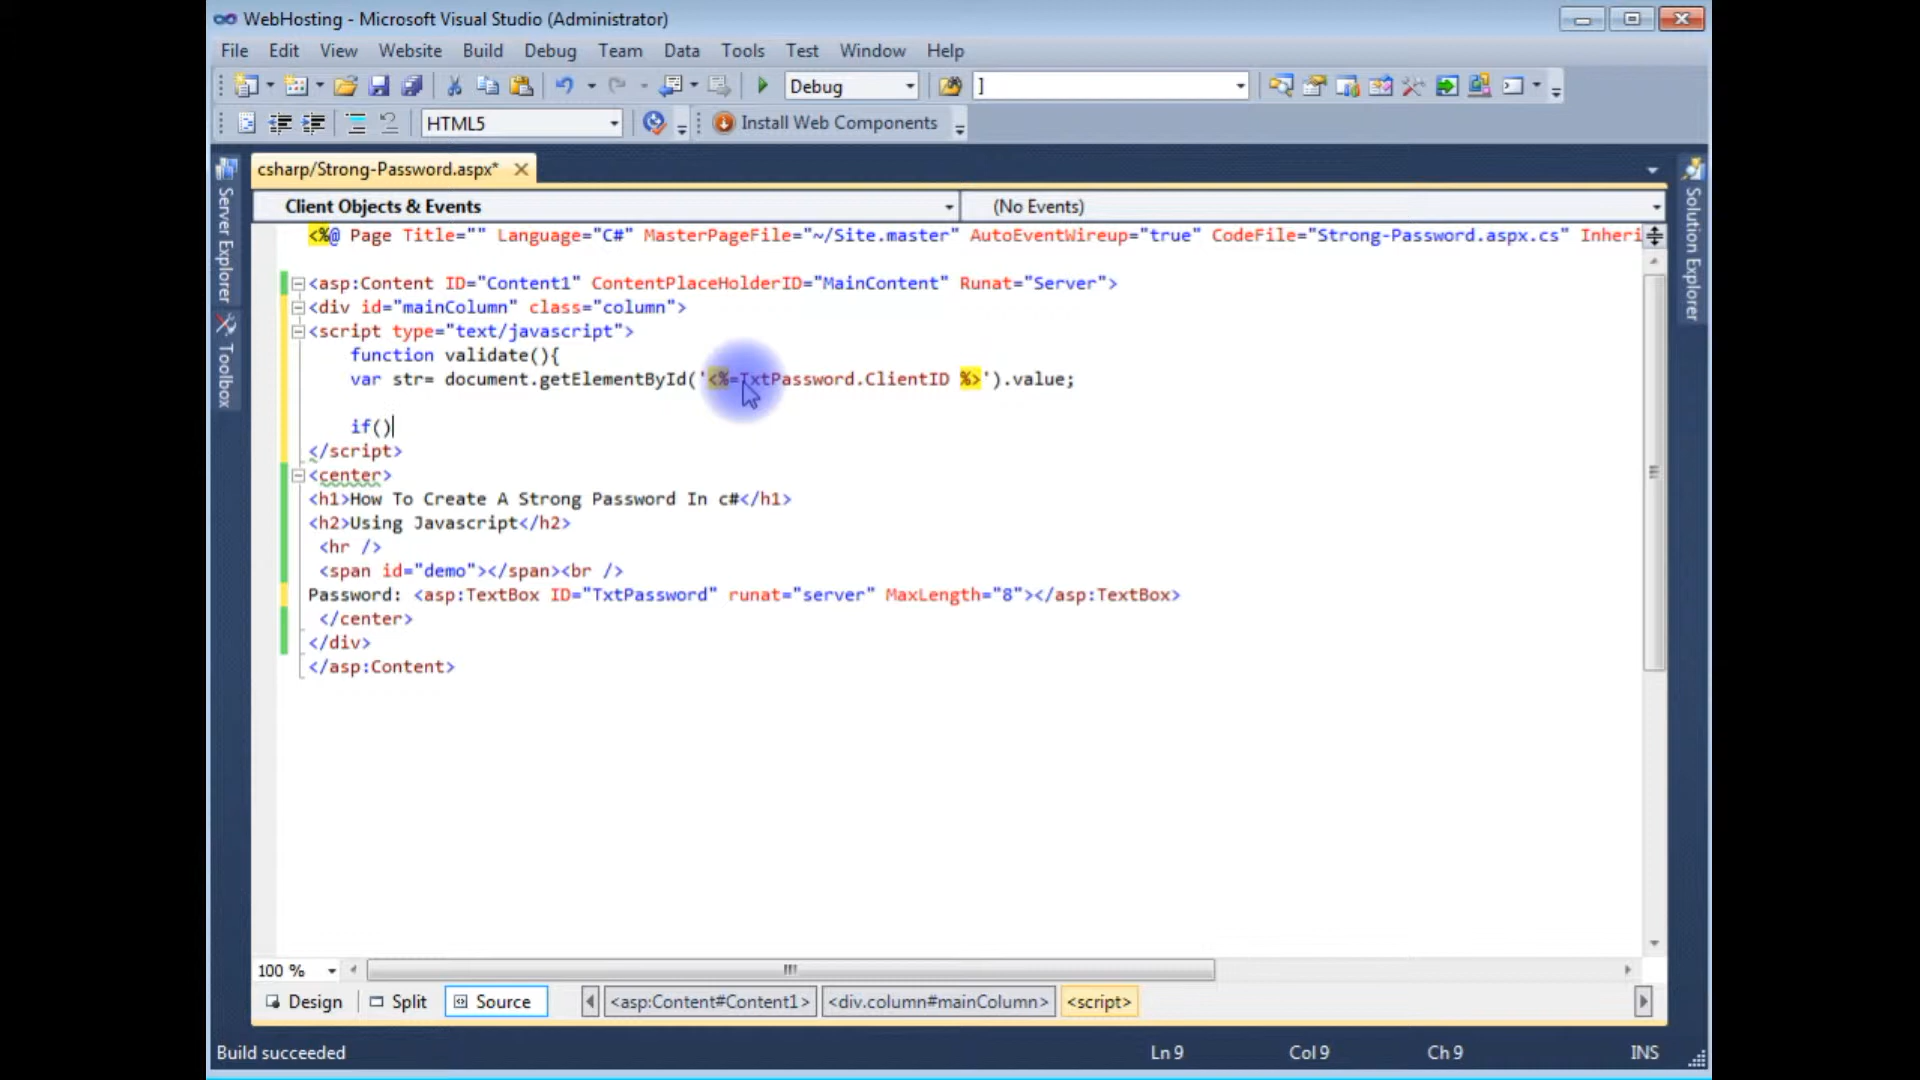 WebHosting - Microsoft Visual Studio (Administrator)
File Edit View Website Build Debug Team Data Tools Test Window Help
Debug ]
HTML5 Install Web Components
csharp/Strong-Password.aspx*
Server Explorer
Toolbox
Solution Explorer
Client Objects & Events (No Events)
<%@ Page Title="" Language="C#" MasterPageFile="~/Site.master" AutoEventWireup="true" CodeFile="Strong-Password.aspx.cs" Inheri
<asp:Content ID="Content1" ContentPlaceHolderID="MainContent" Runat="Server">
<div id="mainColumn" class="column">
<script type="text/javascript">
function validate(){
var str= document.getElementById('<%=TxtPassword.ClientID %>').value;
if()
</script>
<center>
<h1>How To Create A Strong Password In c#</h1>
<h2>Using Javascript</h2>
<hr />
<span id="demo"></span><br />
Password: <asp:TextBox ID="TxtPassword" runat="server" MaxLength="8"></asp:TextBox>
</center>
</div>
</asp:Content>
100 %
Design Split Source <asp:Content#Content1> <div.column#mainColumn> <script>
Build succeeded Ln 9 Col 9 Ch 9 INS